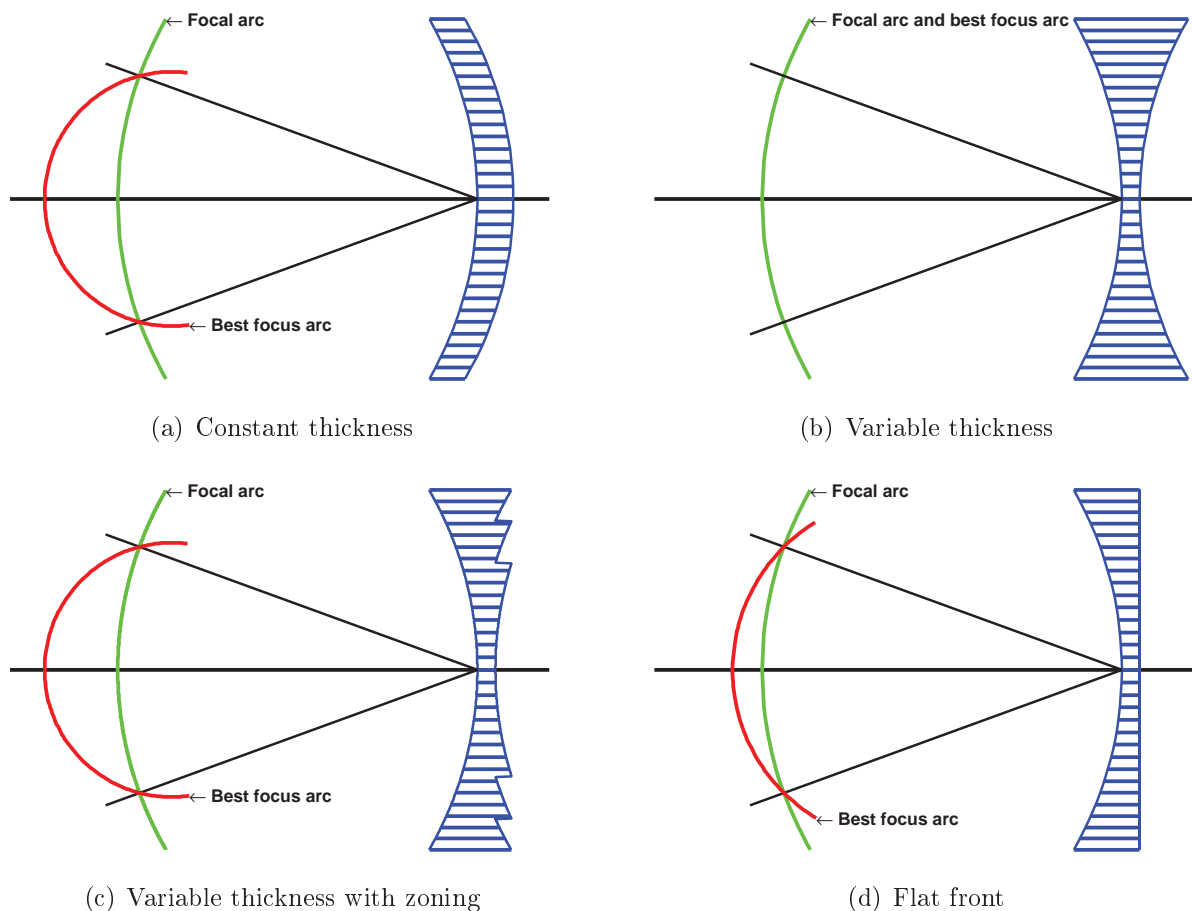 ← Focal arc
← Best focus arc
(a) Constant thickness
← Focal arc and best focus arc
(b) Variable thickness
← Focal arc
← Best focus arc
(c) Variable thickness with zoning
← Focal arc
← Best focus arc
(d) Flat front